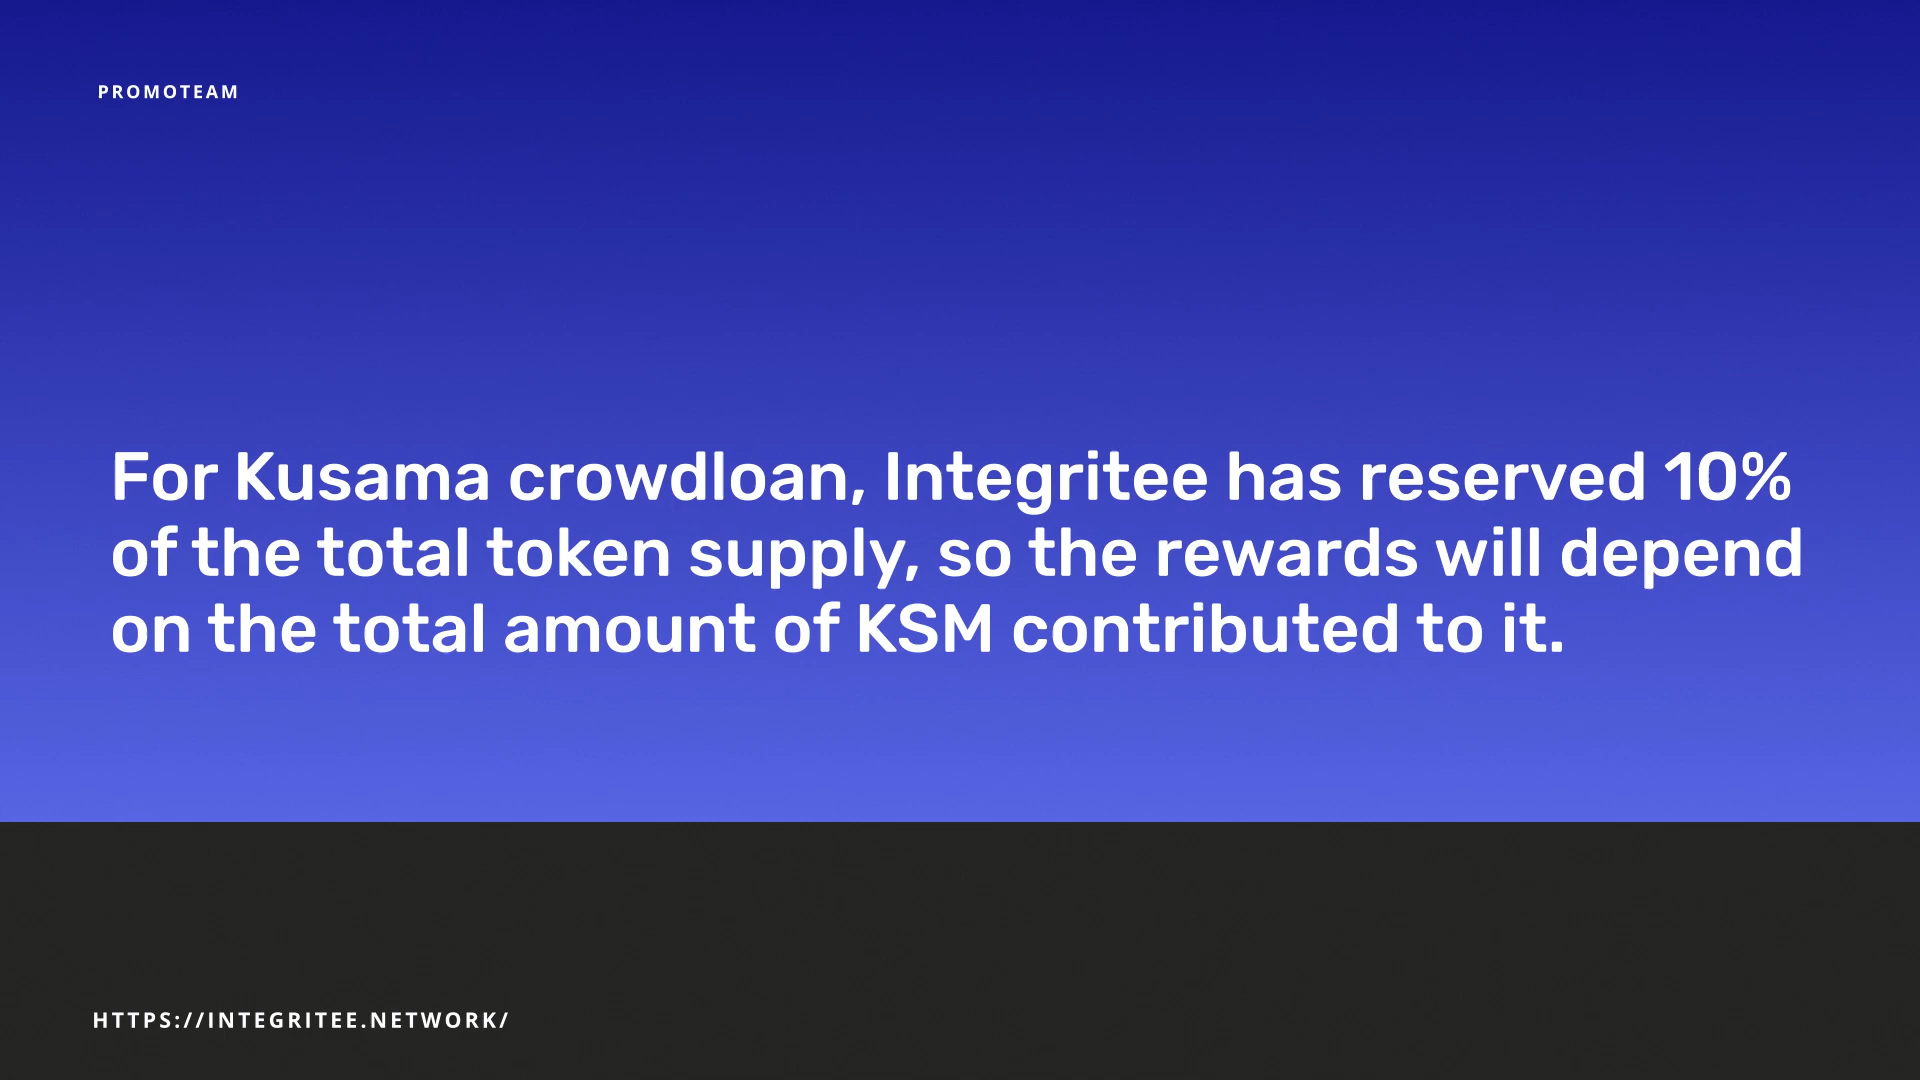 PROMOTEAM
For Kusama crowdloan, Integritee has reserved 10%
of the total token supply, so the rewards will depend
on the total amount of KSM contributed to it.
HTTPS://INTEGRITEE.NETWORK/